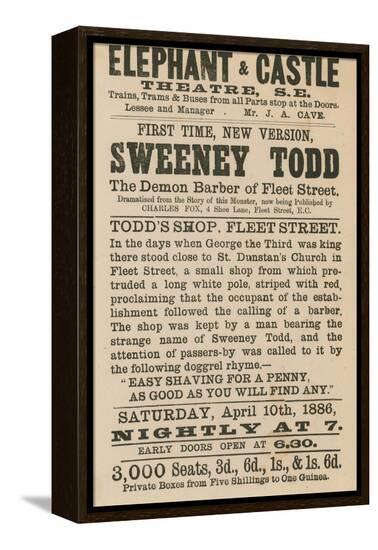 ELEPHANT & CASTLE
THEATRE, S.E.
Trains, Trams & Buses from all Parts stop at the Doors.
Lessee and Manager . Mr. J. A. CAVE.
FIRST TIME, NEW VERSION,
SWEENEY TODD
The Demon Barber of Fleet Street.
Dramatised from the Story of this Monster, now being Published by
CHARLES FOX, 4 Shoe Lane, Fleet Street, E.C.
TODD'S SHOP, FLEET STREET.
In the days when George the Third was king
there stood close to St. Dunstan's Church in
Fleet Street, a small shop from which pro-
truded a long white pole, striped with red,
proclaiming that the occupant of the estab-
lishment followed the calling of a barber.
The shop was kept by a man bearing the
strange name of Sweeney Todd, and the
attention of passers-by was called to it by
the following doggrel rhyme.—
"EASY SHAVING FOR A PENNY,
AS GOOD AS YOU WILL FIND ANY."
SATURDAY, April 10th, 1886,
NIGHTLY AT 7.
EARLY DOORS OPEN AT 6.30.
3,000 Seats, 3d., 6d., 1s., & 1s. 6d.
Private Boxes from Five Shillings to One Guinea.